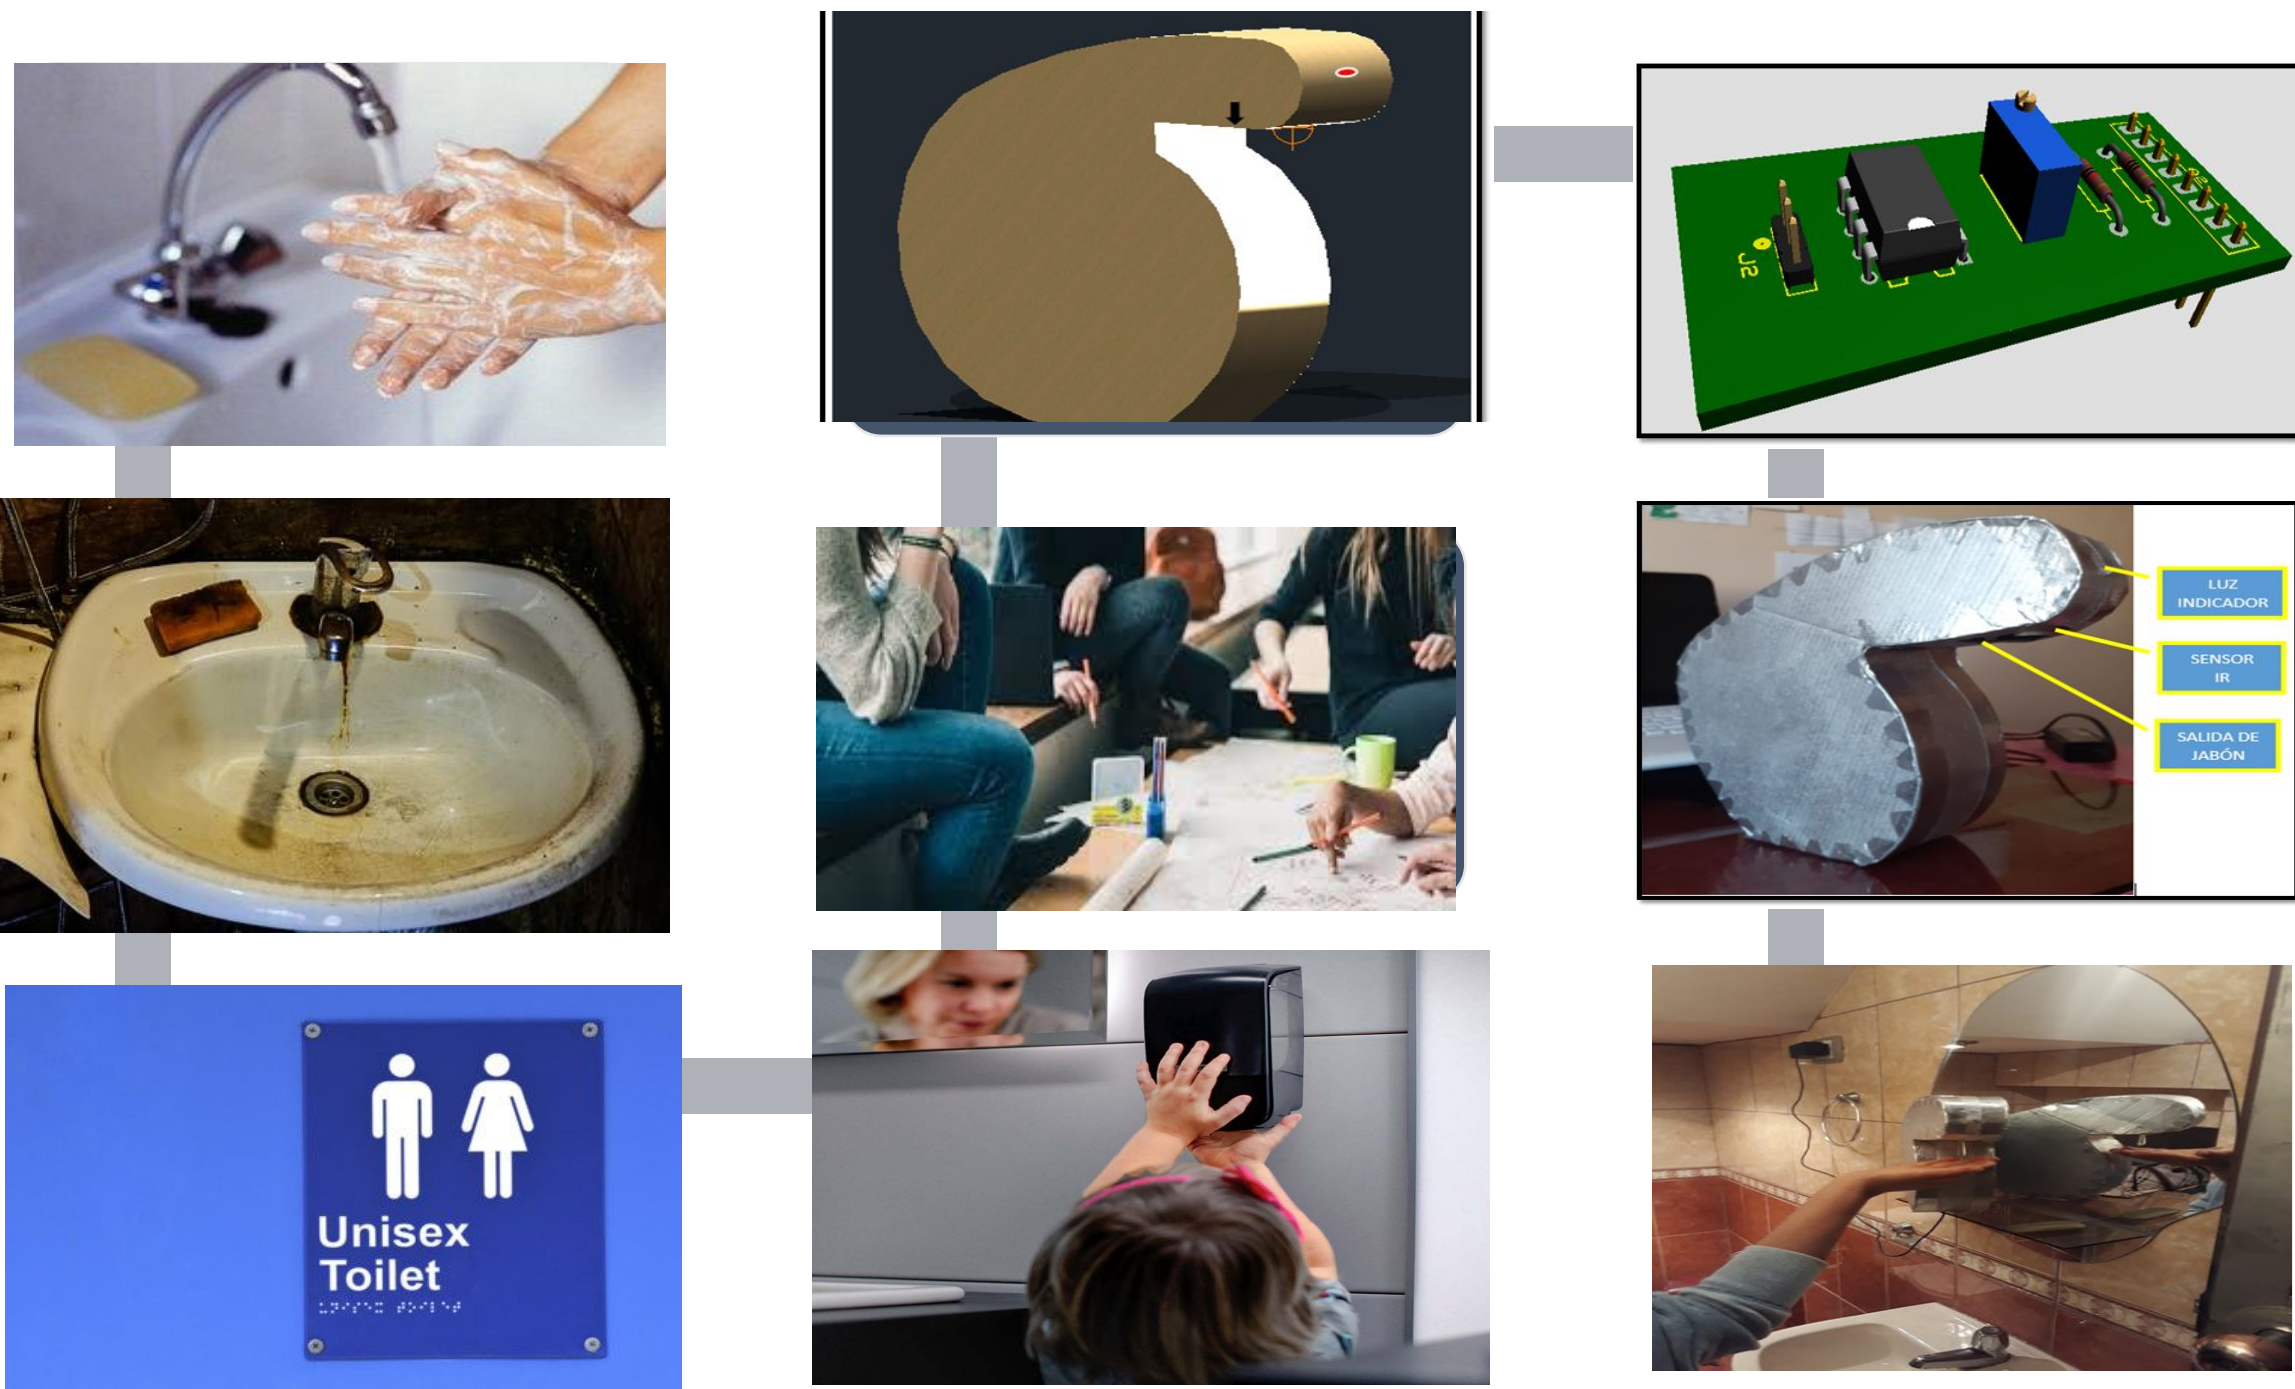 J2
LUZ
INDICADOR
SENSOR
IR
SALIDA DE
JABÓN
Unisex
Toilet